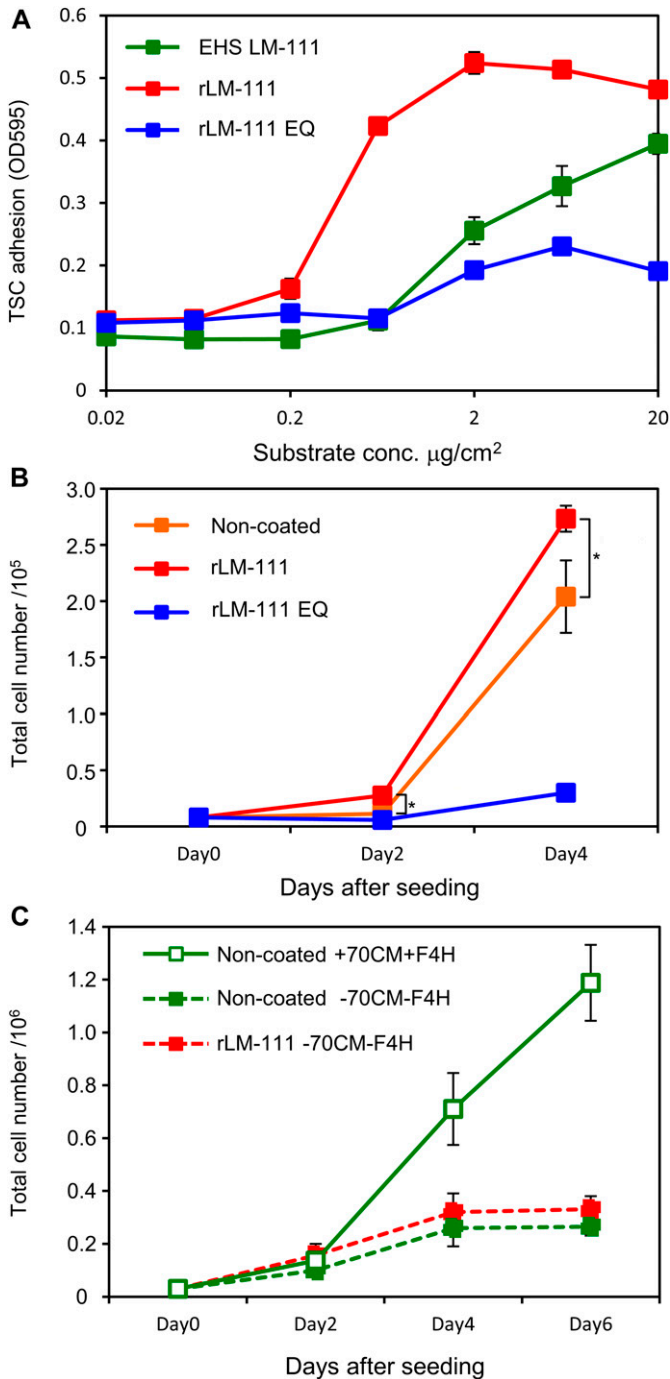 A
EHS LM-111
rLM-111
rLM-111 EQ
TSC adhesion (OD595)
0.6
0.5
0.4
0.3
0.2
0.1
0
0.02
0.2
2
20
Substrate conc. µg/cm²
B
Non-coated
rLM-111
rLM-111 EQ
Total cell number /10⁵
3.0
2.5
2.0
1.5
1.0
0.5
0
*
*
Day0
Day2
Day4
Days after seeding
C
Non-coated +70CM+F4H
Non-coated -70CM-F4H
rLM-111 -70CM-F4H
Total cell number /10⁶
1.4
1.2
1.0
0.8
0.6
0.4
0.2
0
Day0
Day2
Day4
Day6
Days after seeding